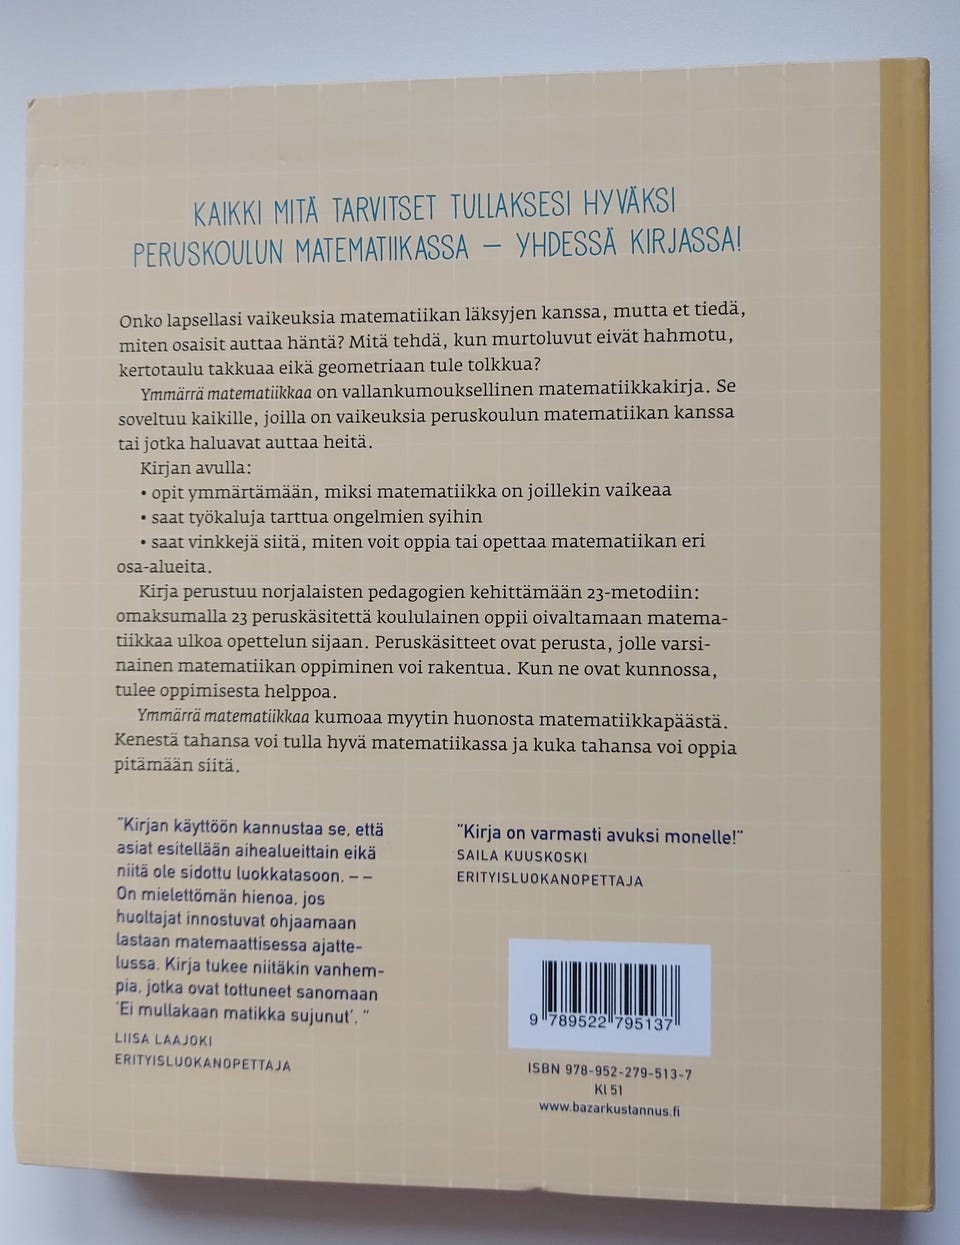 KAIKKI MITÄ TARVITSET TULLAKSESI HYVÄKSI
PERUSKOULUN MATEMATIIKASSA – YHDESSÄ KIRJASSA!
Onko lapsellasi vaikeuksia matematiikan läksyjen kanssa, mutta et tiedä,
miten osaisit auttaa häntä? Mitä tehdä, kun murtoluvut eivät hahmotu,
kertotaulu takkuaa eikä geometriaan tule tolkkua?
Ymmärrä matematiikkaa on vallankumouksellinen matematiikkakirja. Se
soveltuu kaikille, joilla on vaikeuksia peruskoulun matematiikan kanssa
tai jotka haluavat auttaa heitä.
Kirjan avulla:
• opit ymmärtämään, miksi matematiikka on joillekin vaikeaa
• saat työkaluja tarttua ongelmien syihin
• saat vinkkejä siitä, miten voit oppia tai opettaa matematiikan eri
osa-alueita.
Kirja perustuu norjalaisten pedagogien kehittämään 23-metodiin:
omaksumalla 23 peruskäsitettä koululainen oppii oivaltamaan matema-
tiikkaa ulkoa opettelun sijaan. Peruskäsitteet ovat perusta, jolle varsi-
nainen matematiikan oppiminen voi rakentua. Kun ne ovat kunnossa,
tulee oppimisesta helppoa.
Ymmärrä matematiikkaa kumoaa myytin huonosta matematiikkapäästä.
Kenestä tahansa voi tulla hyvä matematiikassa ja kuka tahansa voi oppia
pitämään siitä.
"Kirjan käyttöön kannustaa se, että
asiat esitellään aihealueittain eikä
niitä ole sidottu luokkatasoon. – –
On mielettömän hienoa, jos
huoltajat innostuvat ohjaamaan
lastaan matemaattisessa ajatte-
lussa. Kirja tukee niitäkin vanhem-
pia, jotka ovat tottuneet sanomaan
'Ei mullakaan matikka sujunut'. "
LIISA LAAJOKI
ERITYISLUOKANOPETTAJA
"Kirja on varmasti avuksi monelle!"
SAILA KUUSKOSKI
ERITYISLUOKANOPETTAJA
9 789522 795137
ISBN 978-952-279-513-7
Kl 51
www.bazarkustannus.fi